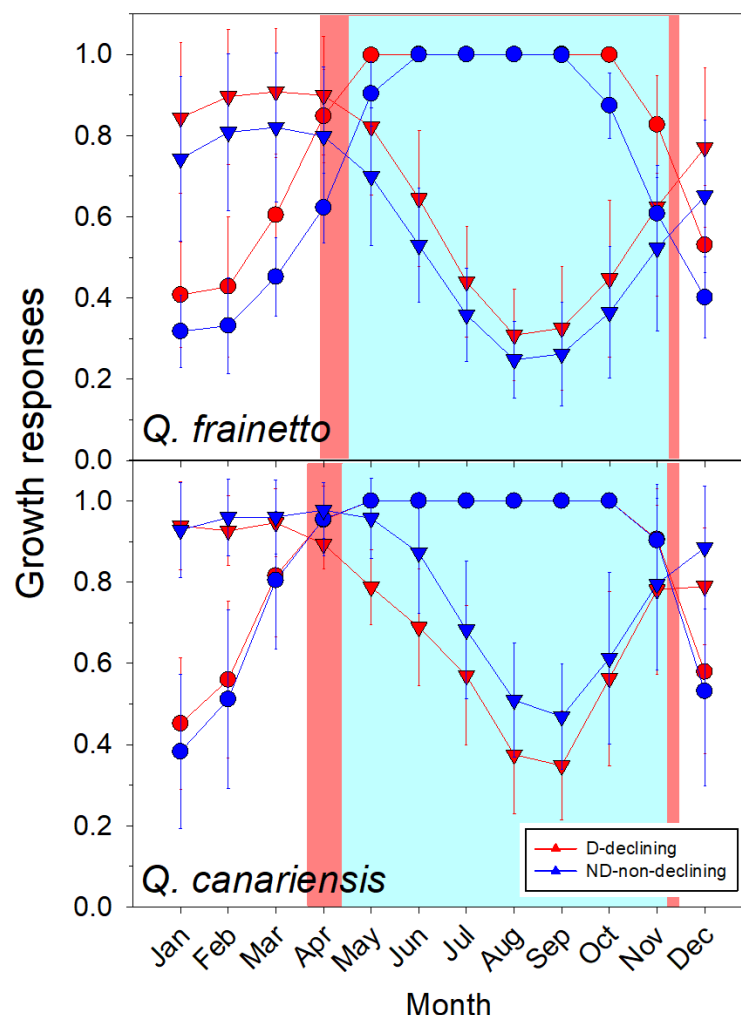 Growth responses
1.0
0.8
0.6
0.4
0.2
0.0
Q. frainetto
1.0
0.8
0.6
0.4
0.2
0.0
Q. canariensis
D-declining
ND-non-declining
Jan
Feb
Mar
Apr
May
Jun
Jul
Aug
Sep
Oct
Nov
Dec
Month